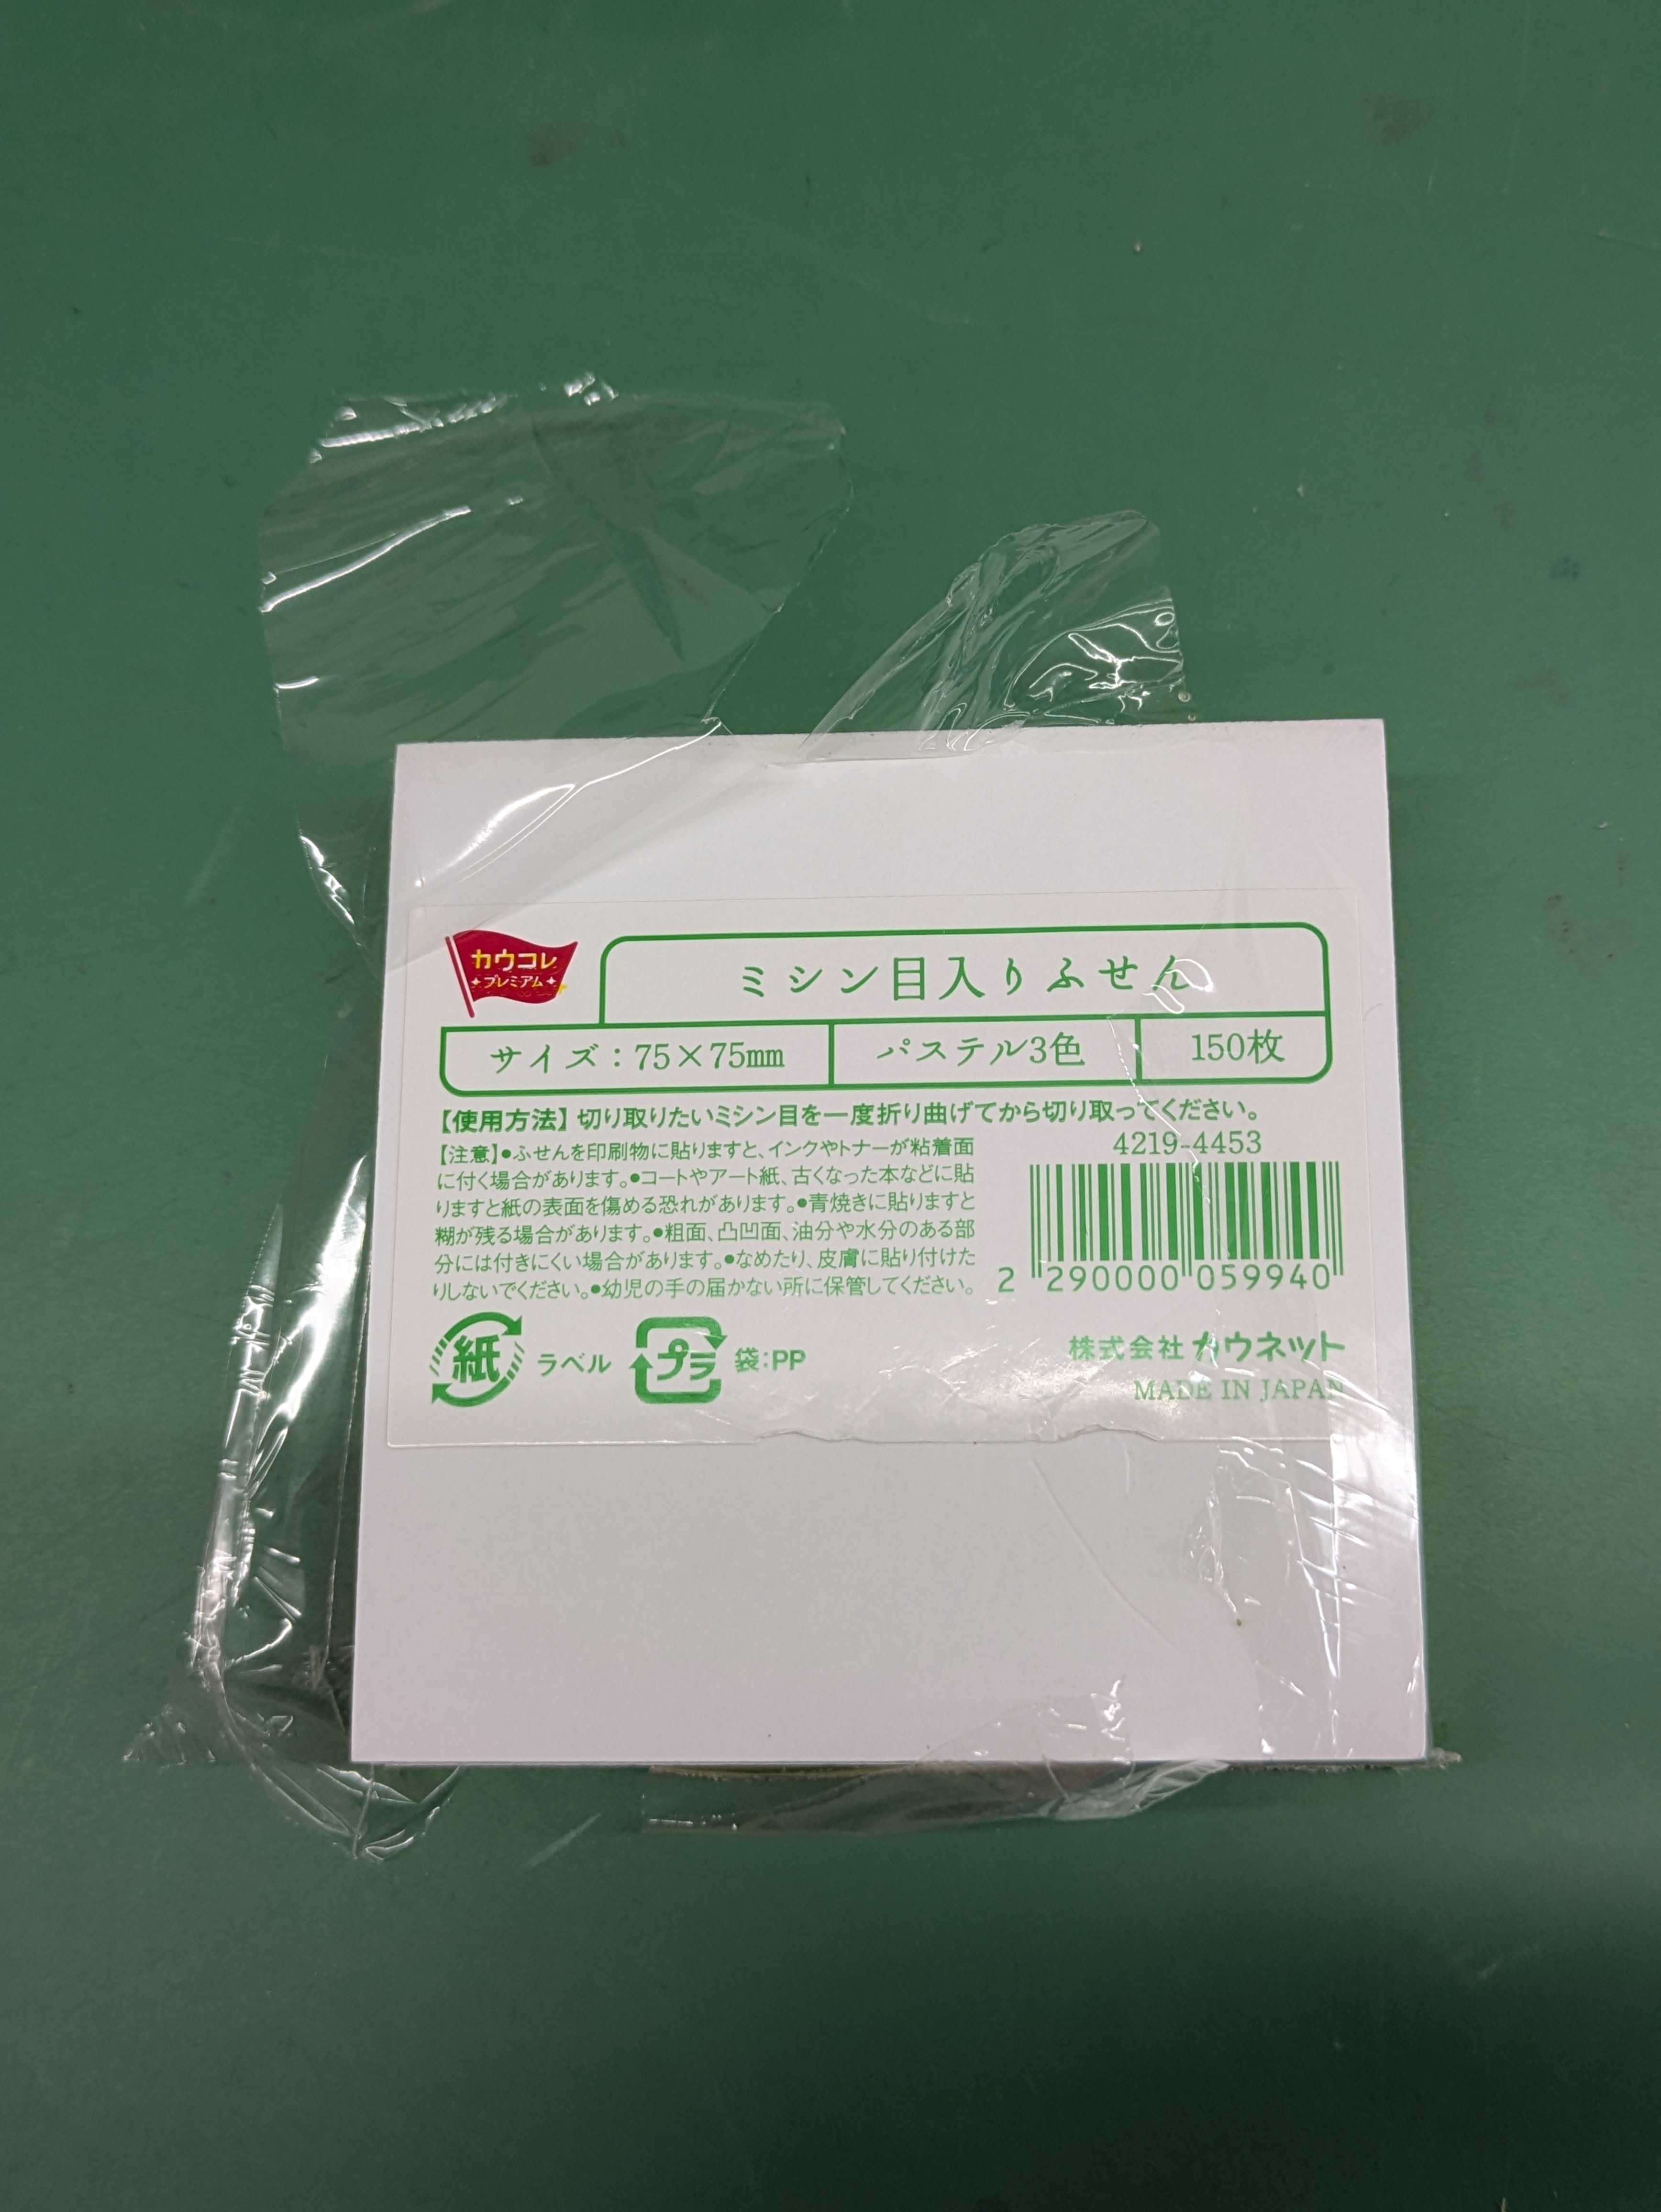 カウコレ
プレミアム
ミシン目入りふせん
サイズ：75×75㎜
パステル3色
150枚
【使用方法】切り取りたいミシン目を一度折り曲げてから切り取ってください。
【注意】●ふせんを印刷物に貼りますと、インクやトナーが粘着面
に付く場合があります。●コートやアート紙、古くなった本などに貼
りますと紙の表面を傷める恐れがあります。●青焼きに貼りますと
糊が残る場合があります。●粗面、凸凹面、油分や水分のある部
分には付きにくい場合があります。●なめたり、皮膚に貼り付けた
りしないでください。●幼児の手の届かない所に保管してください。
4219-4453
2 290000 059940
紙 ラベル
プラ 袋：PP
株式会社カウネット
MADE IN JAPAN